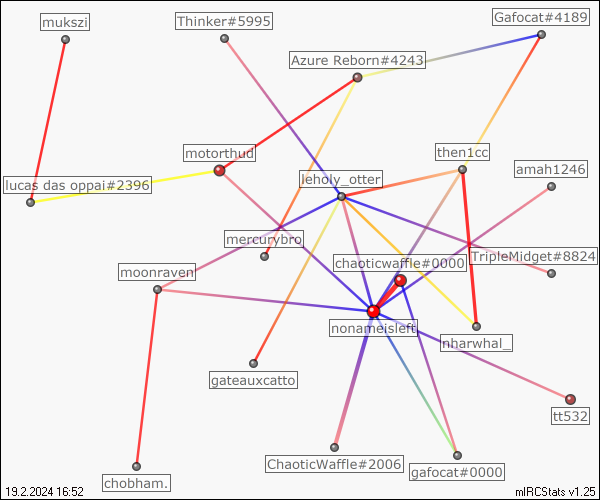 mukszi
Thinker#5995
Gafocat#4189
Azure Reborn#4243
motorthud
then1cc
amah1246
lucas das oppai#2396
leholy_otter
mercurybro
TripleMidget#8824
chaoticwaffle#0000
moonraven
nonameisleft
nharwhal_
gateauxcatto
tt532
ChaoticWaffle#2006
gafocat#0000
chobham.
19.2.2024 16:52
mIRCStats v1.25